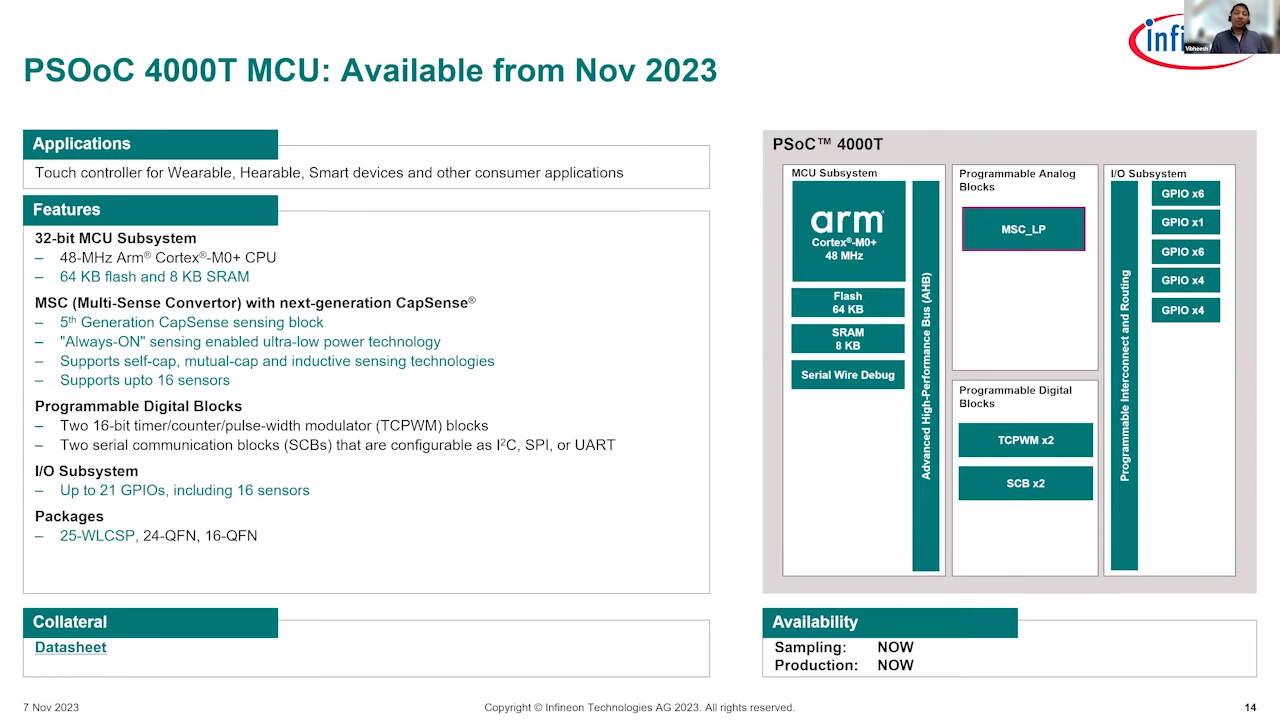 infi
Vibheesh
PSOoC 4000T MCU: Available from Nov 2023
Applications
Touch controller for Wearable, Hearable, Smart devices and other consumer applications
Features
32-bit MCU Subsystem
– 48-MHz Arm® Cortex®-M0+ CPU
– 64 KB flash and 8 KB SRAM
MSC (Multi-Sense Convertor) with next-generation CapSense®
– 5th Generation CapSense sensing block
– "Always-ON" sensing enabled ultra-low power technology
– Supports self-cap, mutual-cap and inductive sensing technologies
– Supports upto 16 sensors
Programmable Digital Blocks
– Two 16-bit timer/counter/pulse-width modulator (TCPWM) blocks
– Two serial communication blocks (SCBs) that are configurable as I²C, SPI, or UART
I/O Subsystem
– Up to 21 GPIOs, including 16 sensors
Packages
– 25-WLCSP, 24-QFN, 16-QFN
Collateral
Datasheet
PSoC™ 4000T
MCU Subsystem
arm
Cortex®-M0+
48 MHz
Flash
64 KB
SRAM
8 KB
Serial Wire Debug
Advanced High-Performance Bus (AHB)
Programmable Analog
Blocks
MSC_LP
Programmable Digital
Blocks
TCPWM x2
SCB x2
I/O Subsystem
Programmable Interconnect and Routing
GPIO x6
GPIO x1
GPIO x6
GPIO x4
GPIO x4
Availability
Sampling: NOW
Production: NOW
7 Nov 2023
Copyright © Infineon Technologies AG 2023. All rights reserved.
14